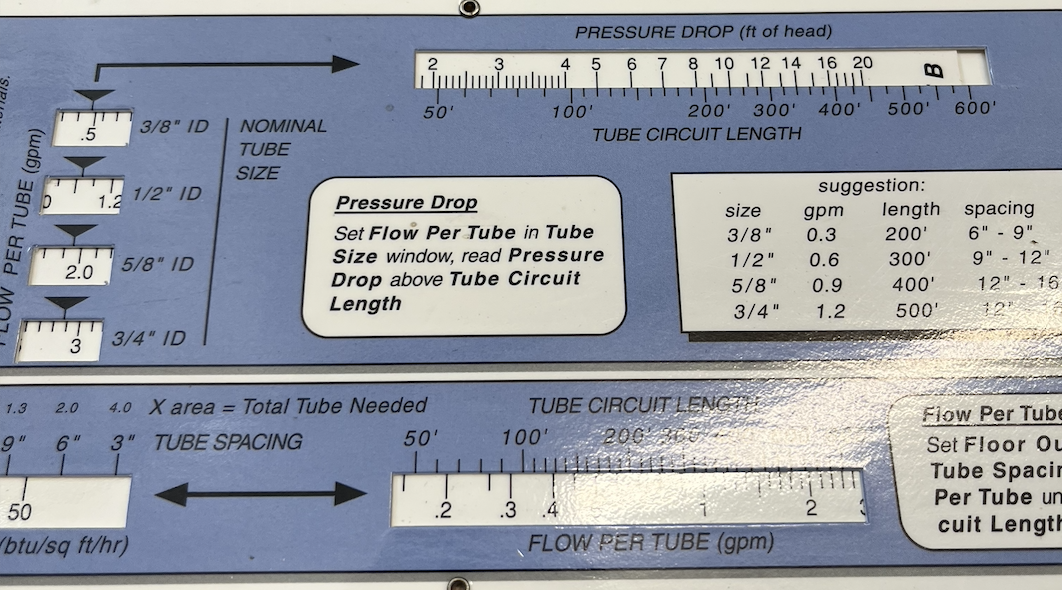 PRESSURE DROP (ft of head)
2 3 4 5 6 7 8 10 12 14 16 20 B
50' 100' 200' 300' 400' 500' 600'
TUBE CIRCUIT LENGTH
FLOW PER TUBE (gpm)
.5 3/8" ID
1.2 1/2" ID
2.0 5/8" ID
3 3/4" ID
NOMINAL
TUBE
SIZE
Pressure Drop
Set Flow Per Tube in Tube
Size window, read Pressure
Drop above Tube Circuit
Length
suggestion:
size gpm length spacing
3/8" 0.3 200' 6" - 9"
1/2" 0.6 300' 9" - 12"
5/8" 0.9 400' 12" - 16
3/4" 1.2 500' 12"
1.3 2.0 4.0 X area = Total Tube Needed
9" 6" 3" TUBE SPACING
50
(btu/sq ft/hr)
TUBE CIRCUIT LENGTH
50' 100' 200' 300'
.2 .3 .4 1 2
FLOW PER TUBE (gpm)
Flow Per Tube
Set Floor Ou
Tube Spacin
Per Tube un
cuit Length